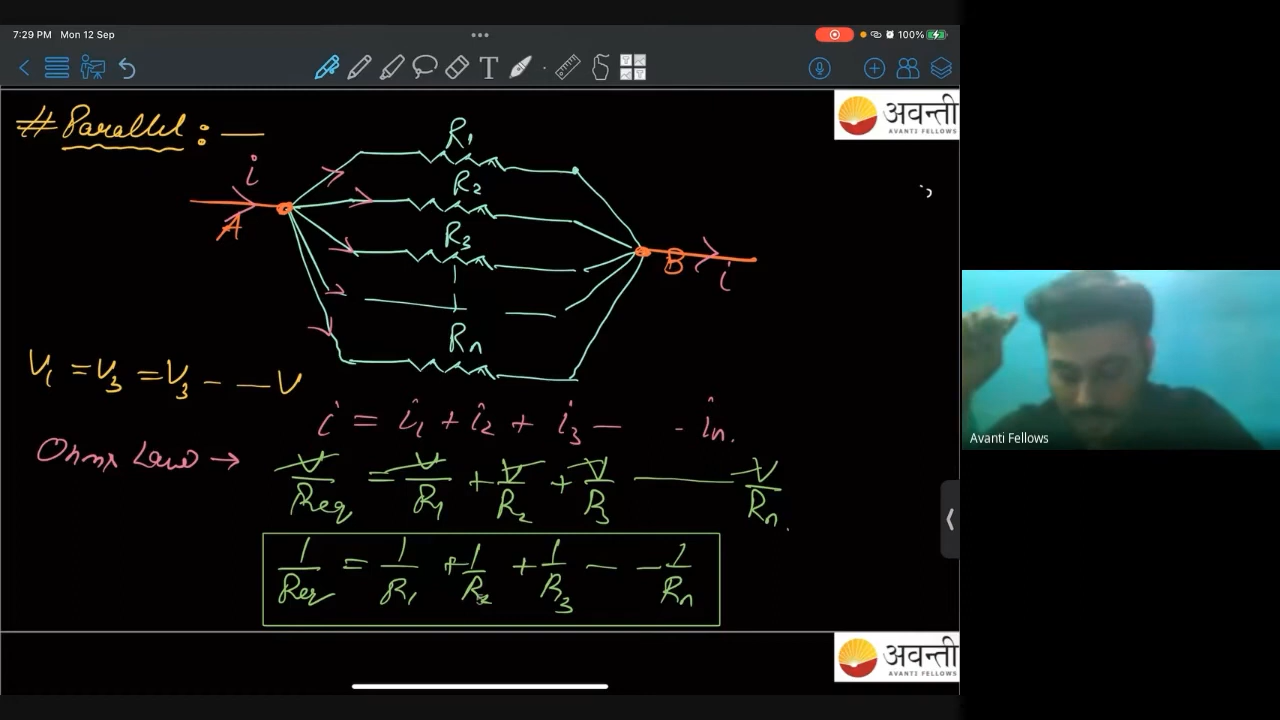 7:29 PM Mon 12 Sep
100%
# Parallel : —
अवन्ती
AVANTI FELLOWS
R1
i
R2
A
R3
B
i
Rn
V1 = V3 = V3 - — V
i = i1 + i2 + i3 — - in.
Ohms Law →
V/Req = V/R1 + V/R2 + V/R3 —— V/Rn.
1/Req = 1/R1 + 1/R2 + 1/R3 — - 1/Rn
Avanti Fellows
अवन्ती
AVANTI FELLOWS